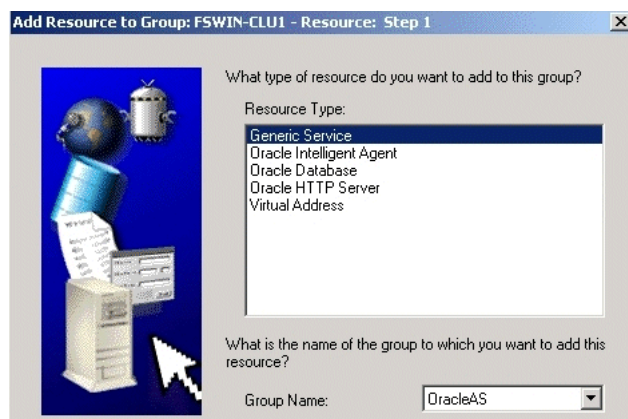 Add Resource to Group: FSWIN-CLU1 - Resource: Step 1
What type of resource do you want to add to this group?
Resource Type:
Generic Service
Oracle Intelligent Agent
Oracle Database
Oracle HTTP Server
Virtual Address
What is the name of the group to which you want to add this
resource?
Group Name:
OracleAS